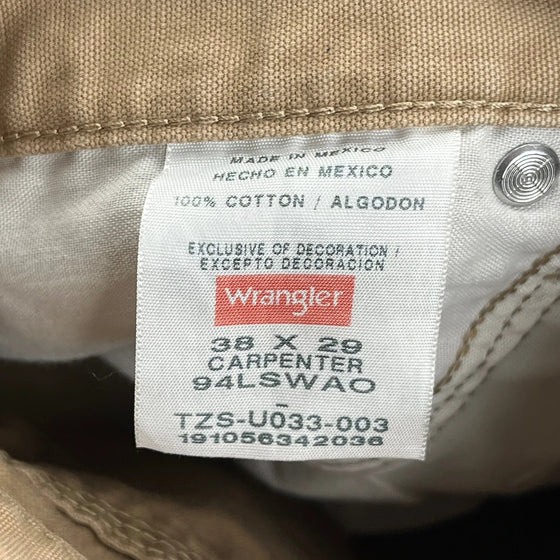 MADE IN MEXICO
HECHO EN MEXICO
100% COTTON / ALGODON
EXCLUSIVE OF DECORATION /
EXCEPTO DECORACION
Wrangler
38 X 29
CARPENTER
94LSWAO
-
TZS-U033-003
191056342036